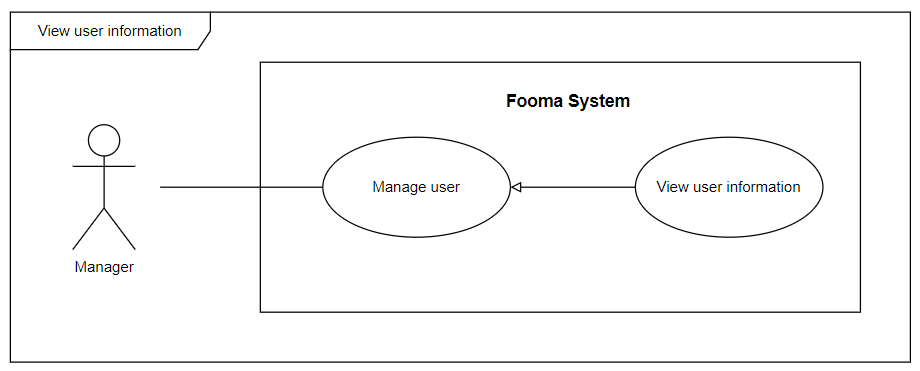 View user information
Fooma System
Manage user
View user information
Manager